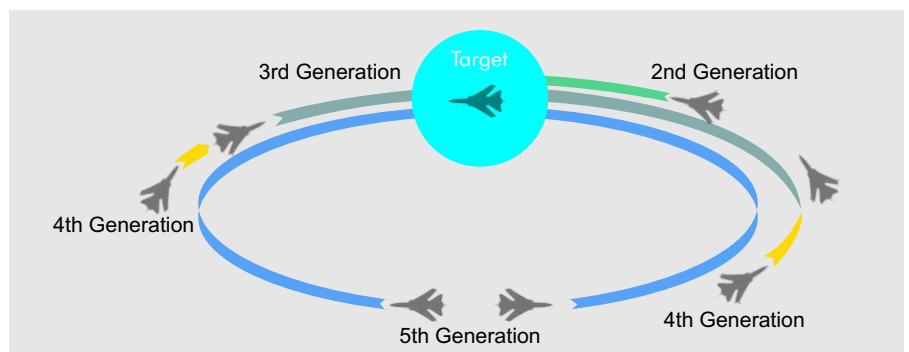 Target
3rd Generation
2nd Generation
4th Generation
4th Generation
5th Generation